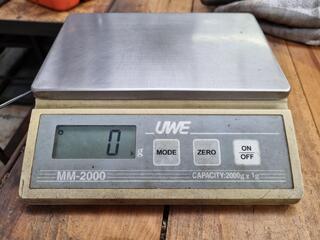 UWE
0
g
MODE
ZERO
ON
OFF
MM-2000
CAPACITY:2000g x 1g